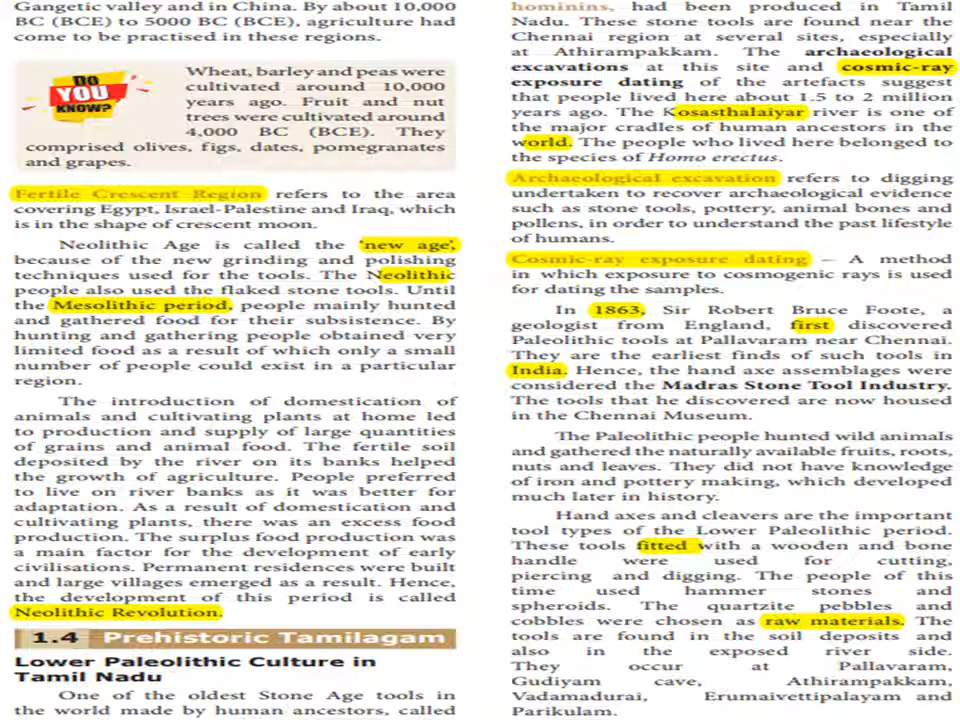 Gangetic valley and in China. By about 10,000
BC (BCE) to 5000 BC (BCE), agriculture had
come to be practised in these regions.
DO
YOU
KNOW?
Wheat, barley and peas were
cultivated around 10,000
years ago. Fruit and nut
trees were cultivated around
4,000 BC (BCE). They
comprised olives, figs, dates, pomegranates
and grapes.
Fertile Crescent Region refers to the area
covering Egypt, Israel-Palestine and Iraq, which
is in the shape of crescent moon.
Neolithic Age is called the ‘new age’,
because of the new grinding and polishing
techniques used for the tools. The Neolithic
people also used the flaked stone tools. Until
the Mesolithic period, people mainly hunted
and gathered food for their subsistence. By
hunting and gathering people obtained very
limited food as a result of which only a small
number of people could exist in a particular
region.
The introduction of domestication of
animals and cultivating plants at home led
to production and supply of large quantities
of grains and animal food. The fertile soil
deposited by the river on its banks helped
the growth of agriculture. People preferred
to live on river banks as it was better for
adaptation. As a result of domestication and
cultivating plants, there was an excess food
production. The surplus food production was
a main factor for the development of early
civilisations. Permanent residences were built
and large villages emerged as a result. Hence,
the development of this period is called
Neolithic Revolution.
1.4 Prehistoric Tamilagam
Lower Paleolithic Culture in
Tamil Nadu
One of the oldest Stone Age tools in
the world made by human ancestors, called
hominins, had been produced in Tamil
Nadu. These stone tools are found near the
Chennai region at several sites, especially
at Athirampakkam. The archaeological
excavations at this site and cosmic-ray
exposure dating of the artefacts suggest
that people lived here about 1.5 to 2 million
years ago. The Kosasthalaiyar river is one of
the major cradles of human ancestors in the
world. The people who lived here belonged to
the species of Homo erectus.
Archaeological excavation refers to digging
undertaken to recover archaeological evidence
such as stone tools, pottery, animal bones and
pollens, in order to understand the past lifestyle
of humans.
Cosmic-ray exposure dating – A method
in which exposure to cosmogenic rays is used
for dating the samples.
In 1863, Sir Robert Bruce Foote, a
geologist from England, first discovered
Paleolithic tools at Pallavaram near Chennai.
They are the earliest finds of such tools in
India. Hence, the hand axe assemblages were
considered the Madras Stone Tool Industry.
The tools that he discovered are now housed
in the Chennai Museum.
The Paleolithic people hunted wild animals
and gathered the naturally available fruits, roots,
nuts and leaves. They did not have knowledge
of iron and pottery making, which developed
much later in history.
Hand axes and cleavers are the important
tool types of the Lower Paleolithic period.
These tools fitted with a wooden and bone
handle were used for cutting,
piercing and digging. The people of this
time used hammer stones and
spheroids. The quartzite pebbles and
cobbles were chosen as raw materials. The
tools are found in the soil deposits and
also in the exposed river side.
They occur at Pallavaram,
Gudiyam cave, Athirampakkam,
Vadamadurai, Erumaivettipalayam and
Parikulam.